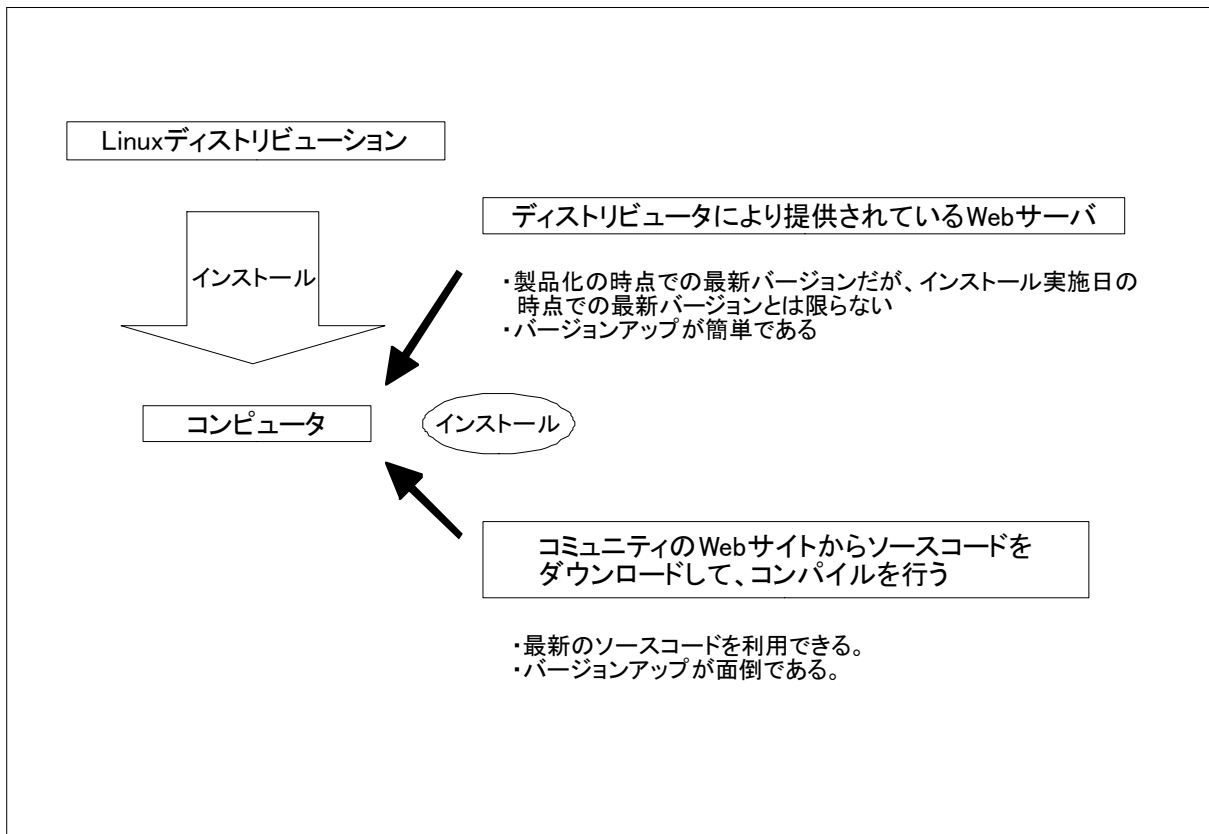 Linuxディストリビューション
ディストリビュータにより提供されているWebサーバ
インストール
・製品化の時点での最新バージョンだが、インストール実施日の
時点での最新バージョンとは限らない
・バージョンアップが簡単である
コンピュータ
インストール
コミュニティのWebサイトからソースコードを
ダウンロードして、コンパイルを行う
・最新のソースコードを利用できる。
・バージョンアップが面倒である。